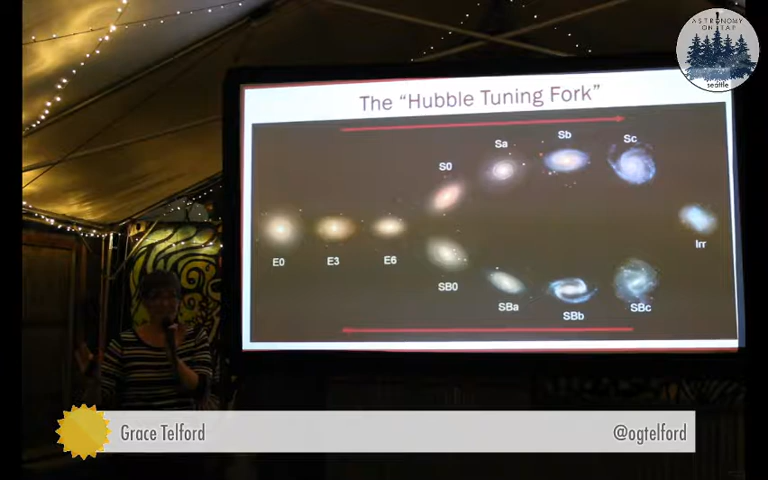 ASTRONOMY
ON TAP
seattle
The “Hubble Tuning Fork”
S0 Sa Sb Sc
E0 E3 E6
Irr
SB0 SBa SBb SBc
Grace Telford @ogtelford